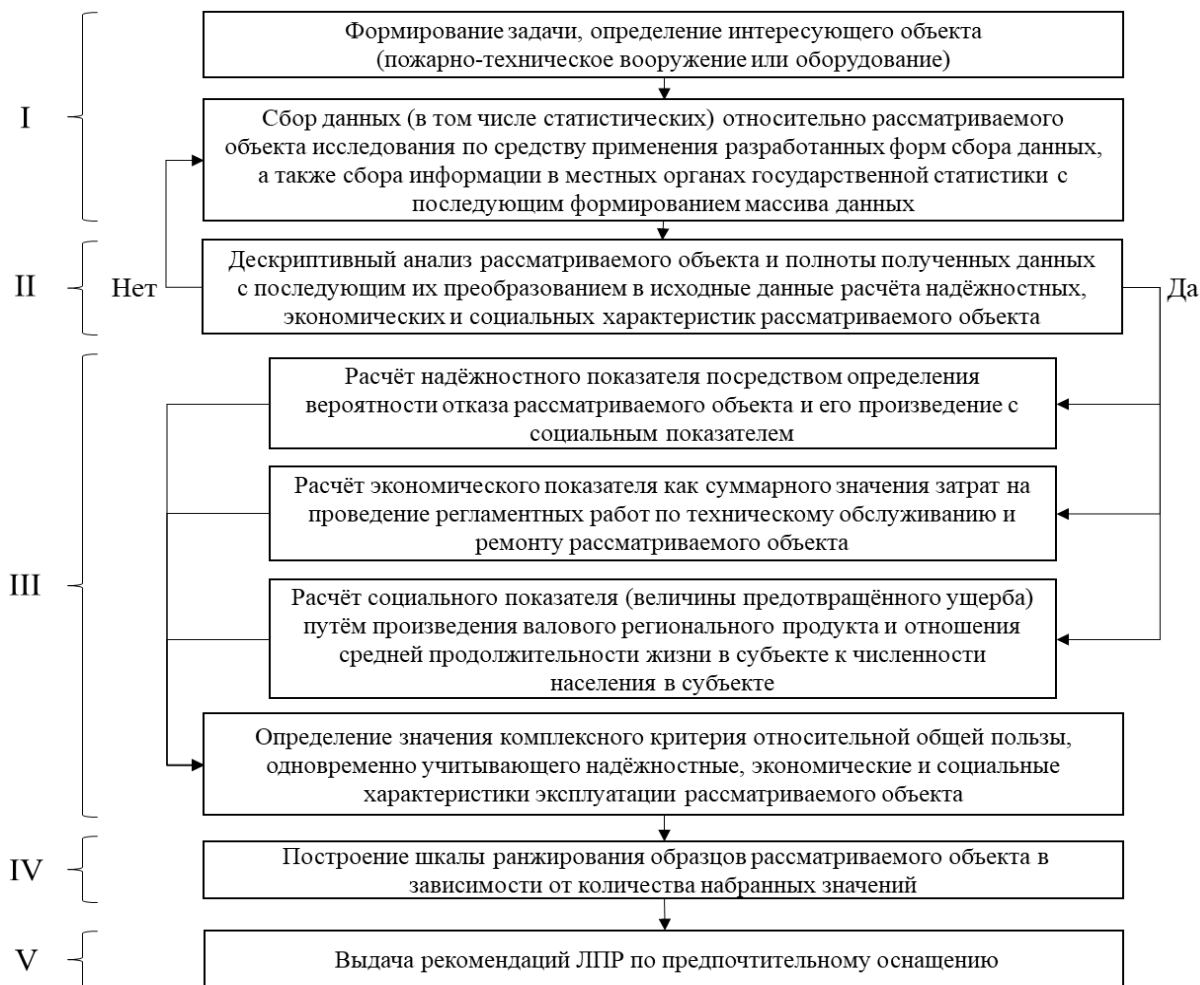 Формирование задачи, определение интересующего объекта
(пожарно-техническое вооружение или оборудование)
I
Сбор данных (в том числе статистических) относительно рассматриваемого
объекта исследования по средству применения разработанных форм сбора данных,
а также сбора информации в местных органах государственной статистики с
последующим формированием массива данных
II
Нет
Дескриптивный анализ рассматриваемого объекта и полноты полученных данных
с последующим их преобразованием в исходные данные расчёта надёжностных,
экономических и социальных характеристик рассматриваемого объекта
Да
III
Расчёт надёжностного показателя посредством определения
вероятности отказа рассматриваемого объекта и его произведение с
социальным показателем
Расчёт экономического показателя как суммарного значения затрат на
проведение регламентных работ по техническому обслуживанию и
ремонту рассматриваемого объекта
Расчёт социального показателя (величины предотвращённого ущерба)
путём произведения валового регионального продукта и отношения
средней продолжительности жизни в субъекте к численности
населения в субъекте
Определение значения комплексного критерия относительной общей пользы,
одновременно учитывающего надёжностные, экономические и социальные
характеристики эксплуатации рассматриваемого объекта
IV
Построение шкалы ранжирования образцов рассматриваемого объекта в
зависимости от количества набранных значений
V
Выдача рекомендаций ЛПР по предпочтительному оснащению